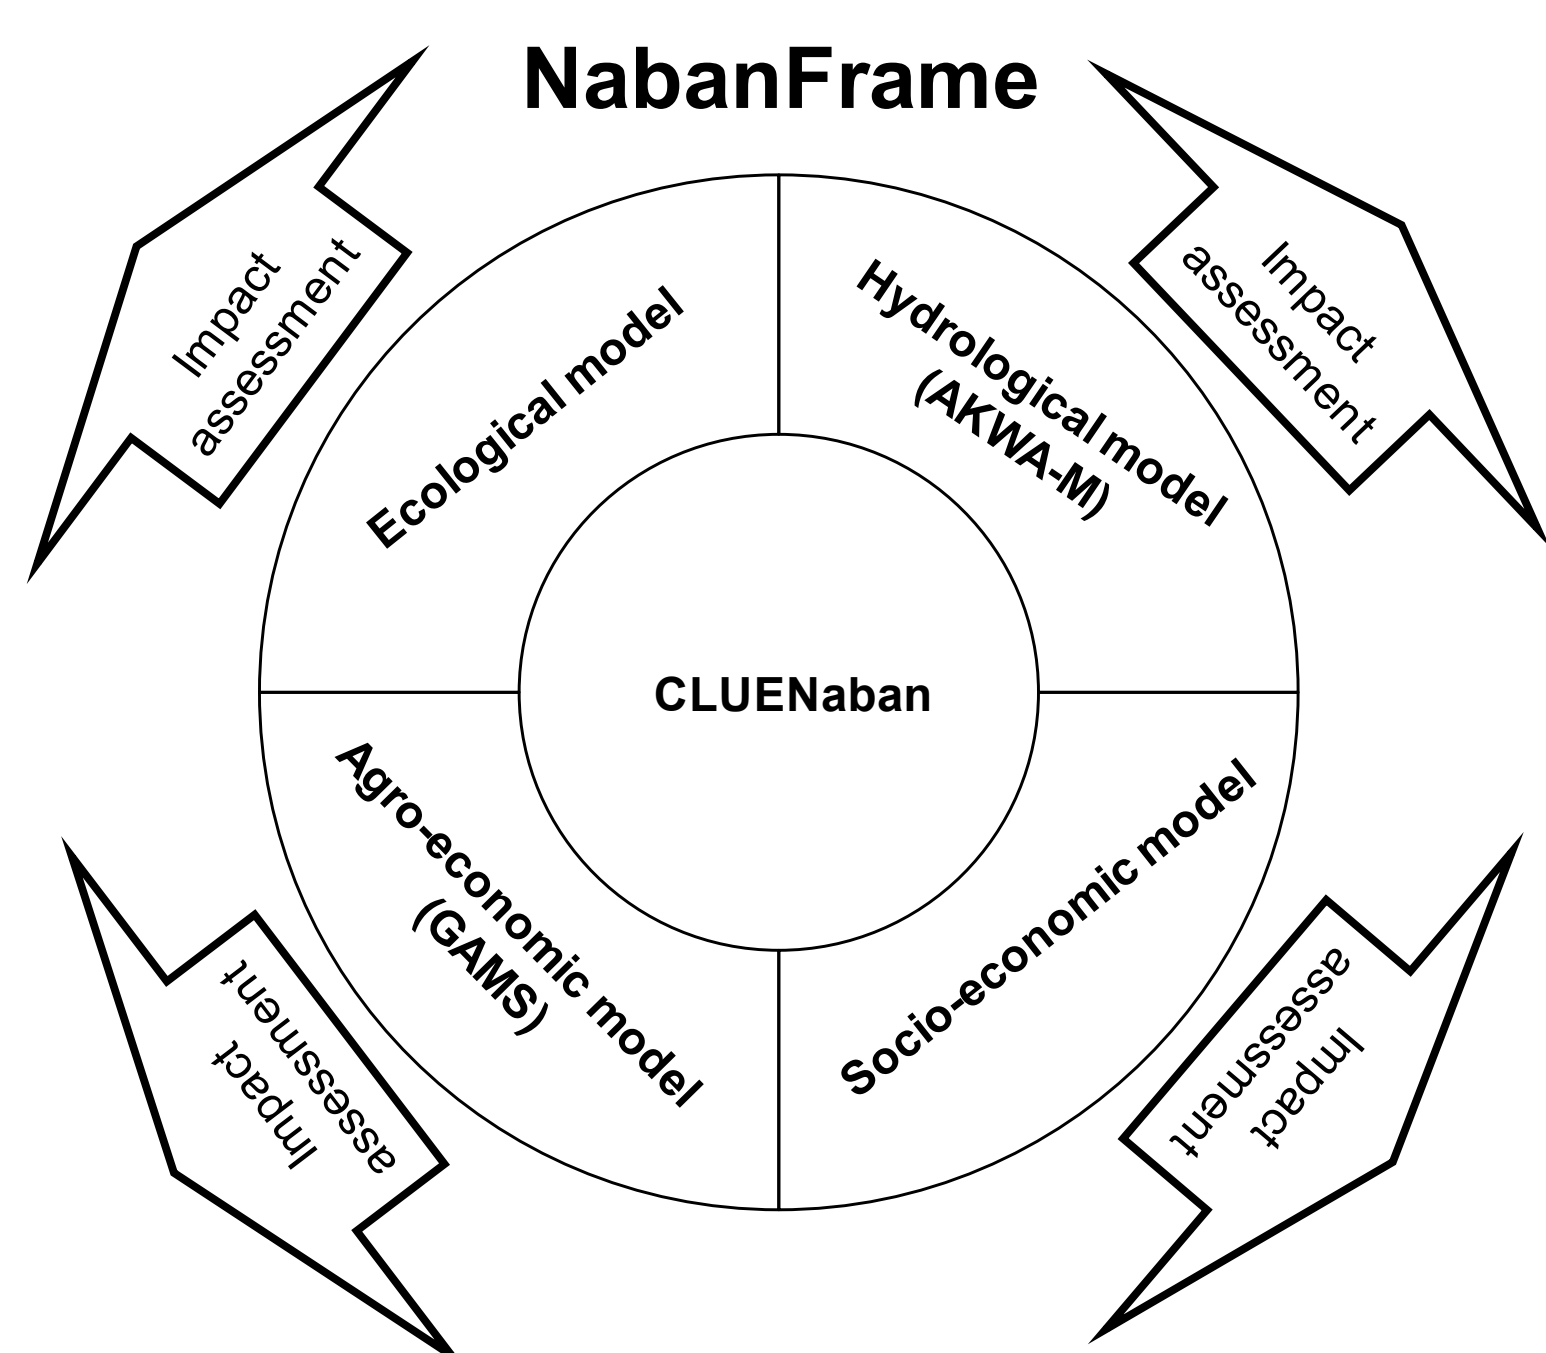 NabanFrame
Impact
assessment
Impact
assessment
Ecological model
Hydrological model
(AKWA-M)
CLUENaban
Agro-economic model
(GAMS)
Socio-economic model
Impact
assessment
Impact
assessment